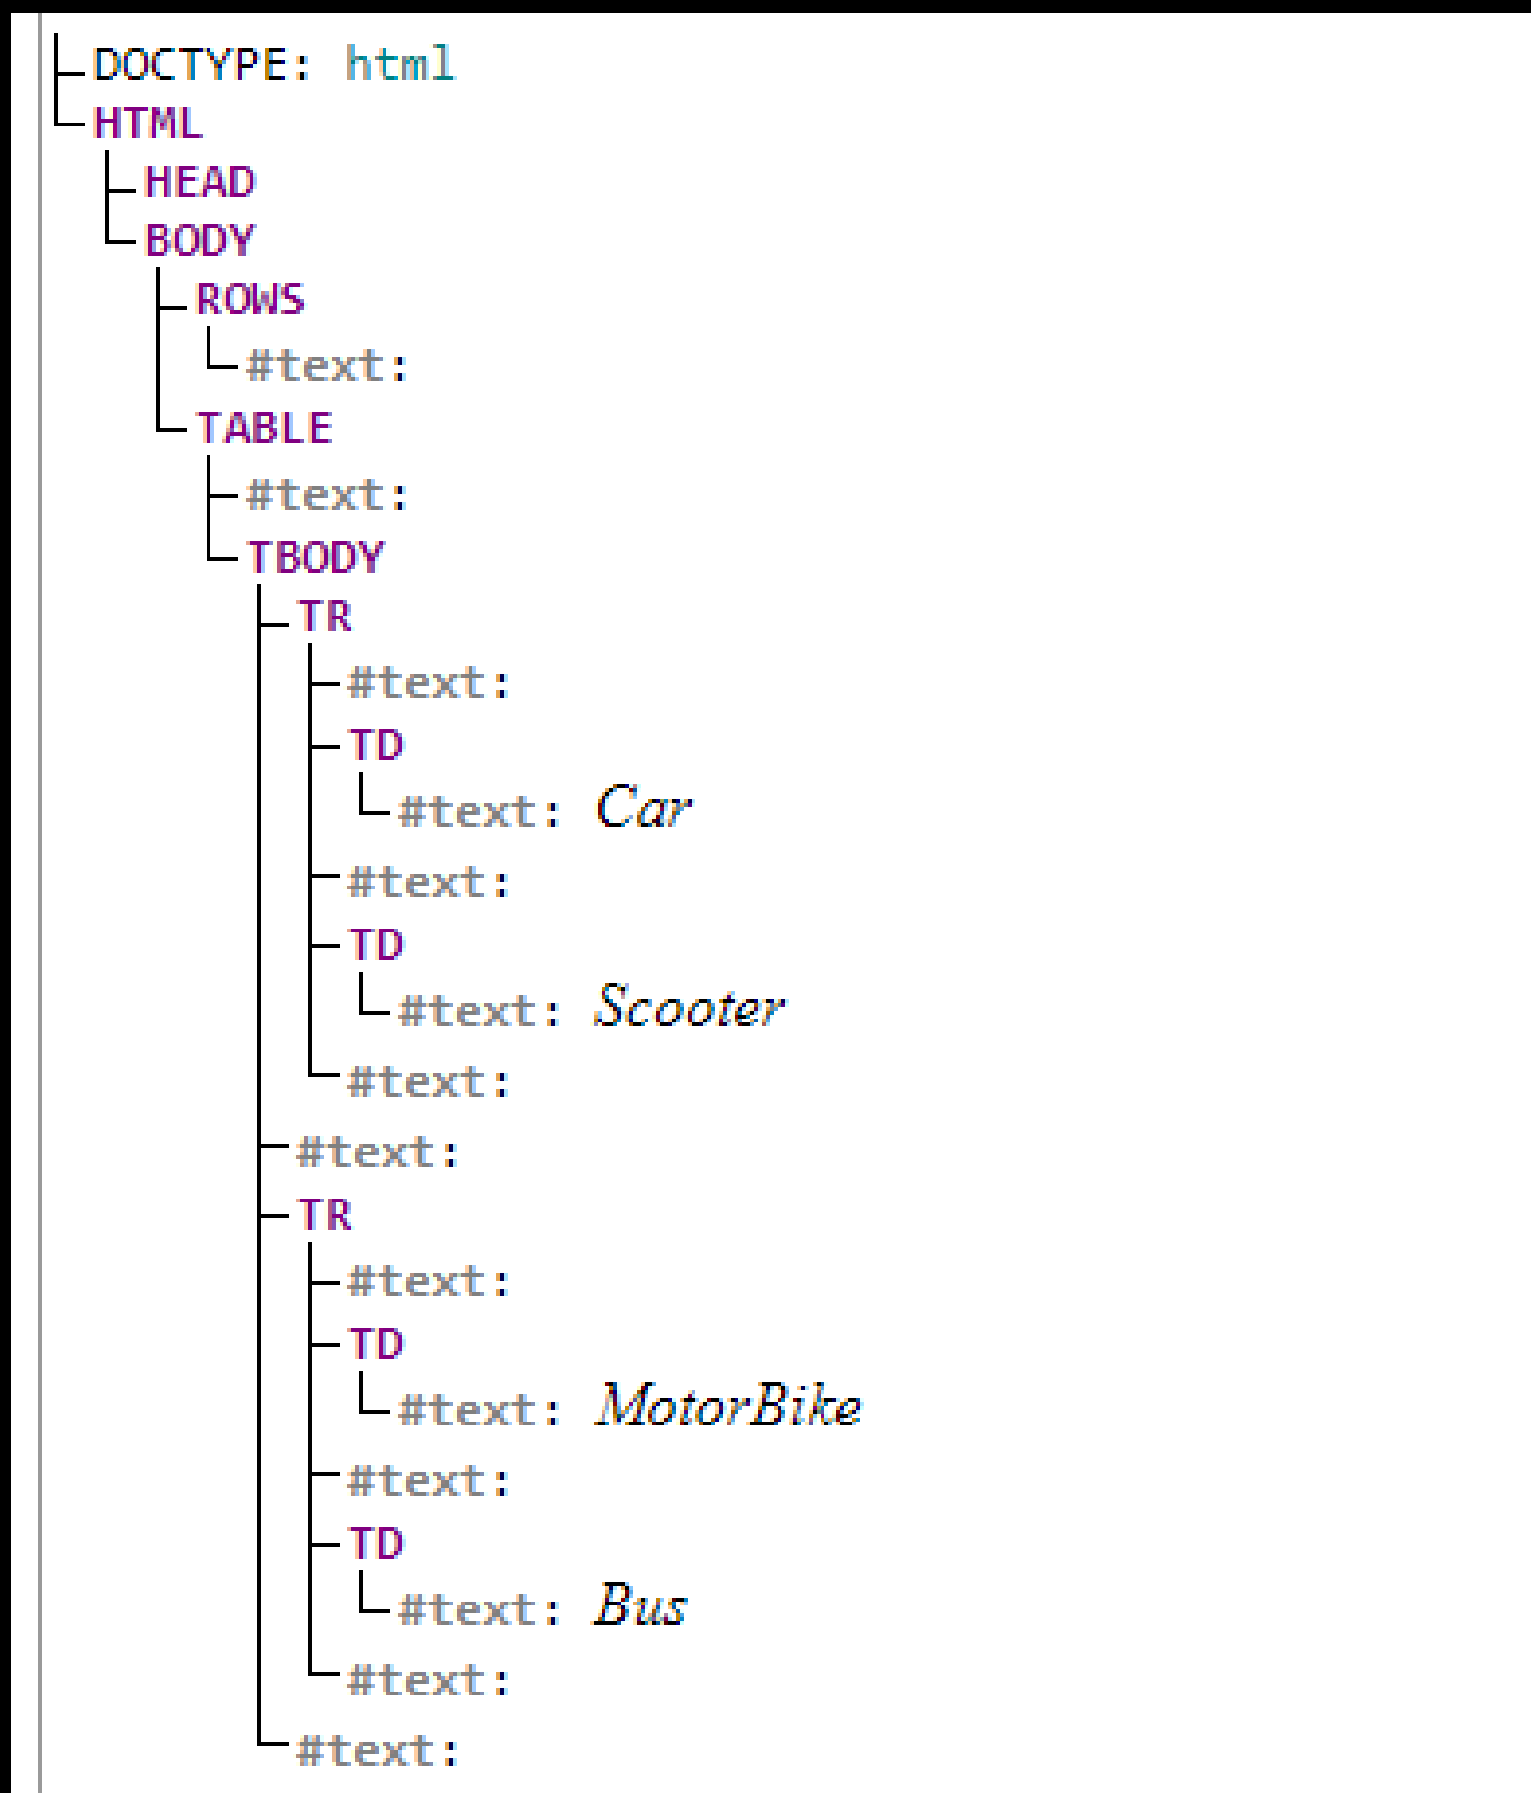 DOCTYPE: html
HTML
HEAD
BODY
ROWS
#text:
TABLE
#text:
TBODY
TR
#text:
TD
#text: Car
#text:
TD
#text: Scooter
#text:
#text:
TR
#text:
TD
#text: MotorBike
#text:
TD
#text: Bus
#text:
#text: